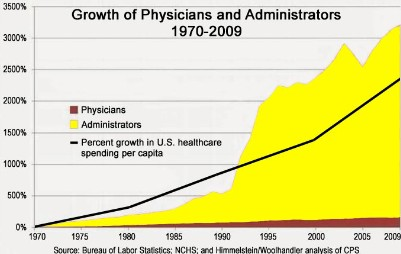 Growth of Physicians and Administrators
1970-2009
3500%
3000%
2500%
2000%
1500%
1000%
500%
0%
Physicians
Administrators
Percent growth in U.S. healthcare
spending per capita
1970 1975 1980 1985 1990 1995 2000 2005 2009
Source: Bureau of Labor Statistics; NCHS; and Himmelstein/Woolhandler analysis of CPS